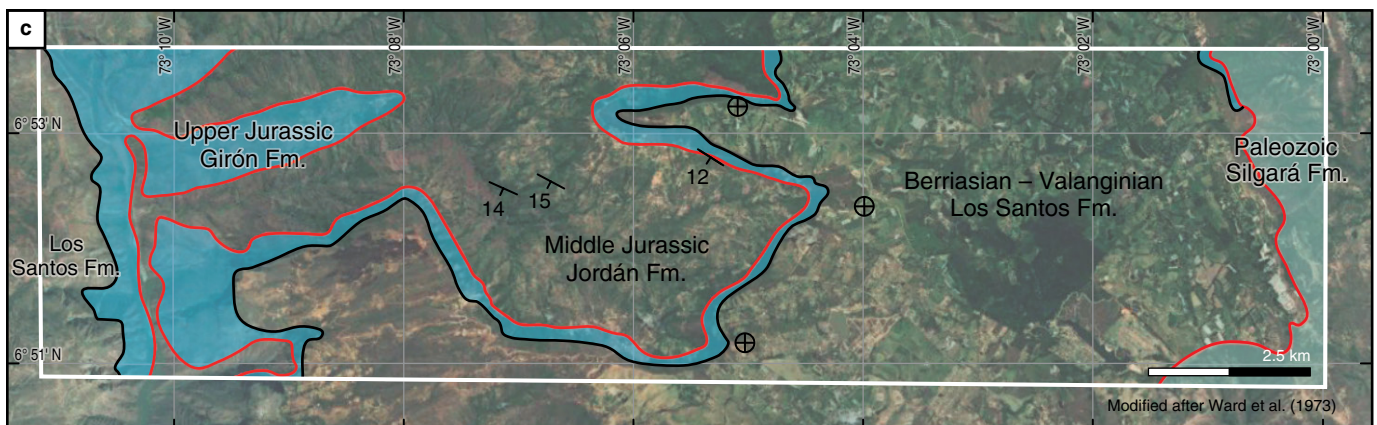 c
73° 10' W
73° 08' W
73° 06' W
73° 04' W
73° 02' W
73° 00' W
6° 53' N
Upper Jurassic
Girón Fm.
Paleozoic
Silgará Fm.
12
14
15
Berriasian – Valanginian
Los Santos Fm.
Los
Santos Fm.
Middle Jurassic
Jordán Fm.
6° 51' N
2.5 km
Modified after Ward et al. (1973)